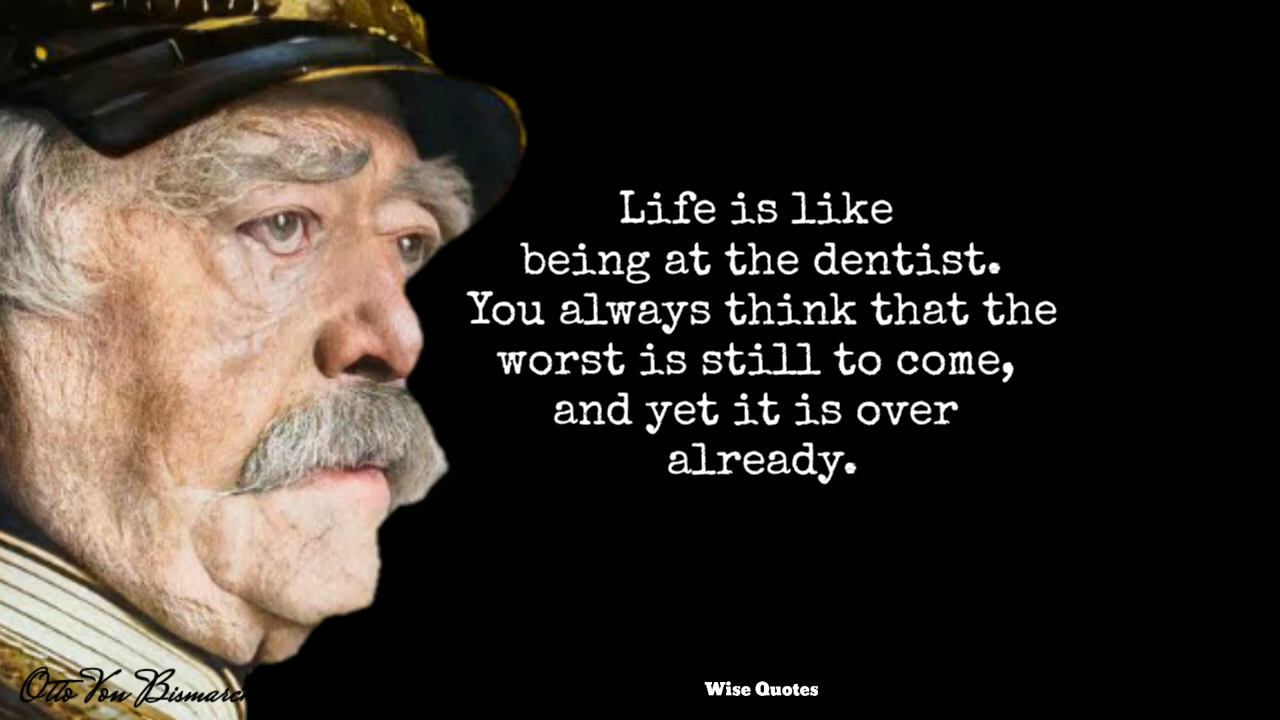 Life is like
being at the dentist.
You always think that the
worst is still to come,
and yet it is over
already.
Otto Von Bismarck
Wise Quotes